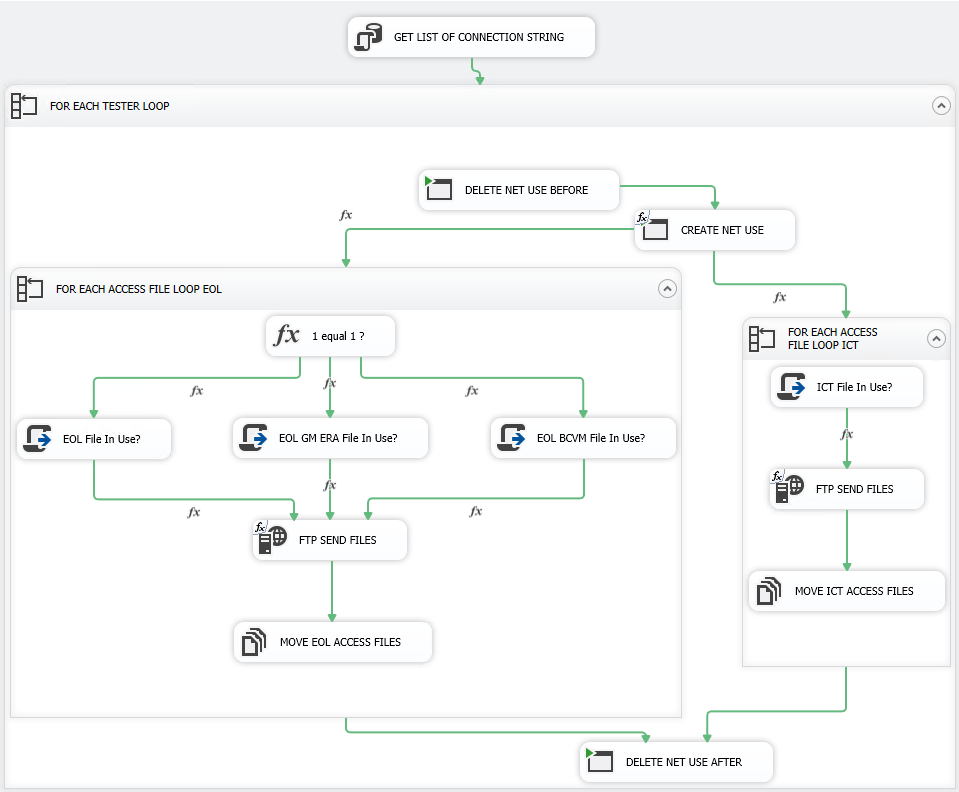 GET LIST OF CONNECTION STRING
FOR EACH TESTER LOOP
DELETE NET USE BEFORE
fx
fx
CREATE NET USE
FOR EACH ACCESS FILE LOOP EOL
fx
FOR EACH ACCESS
FILE LOOP ICT
fx 1 equal 1 ?
fx
fx
fx
ICT File In Use?
EOL File In Use?
EOL GM ERA File In Use?
EOL BCVM File In Use?
fx
fx
FTP SEND FILES
fx
fx
fx
fx
FTP SEND FILES
MOVE ICT ACCESS FILES
MOVE EOL ACCESS FILES
DELETE NET USE AFTER